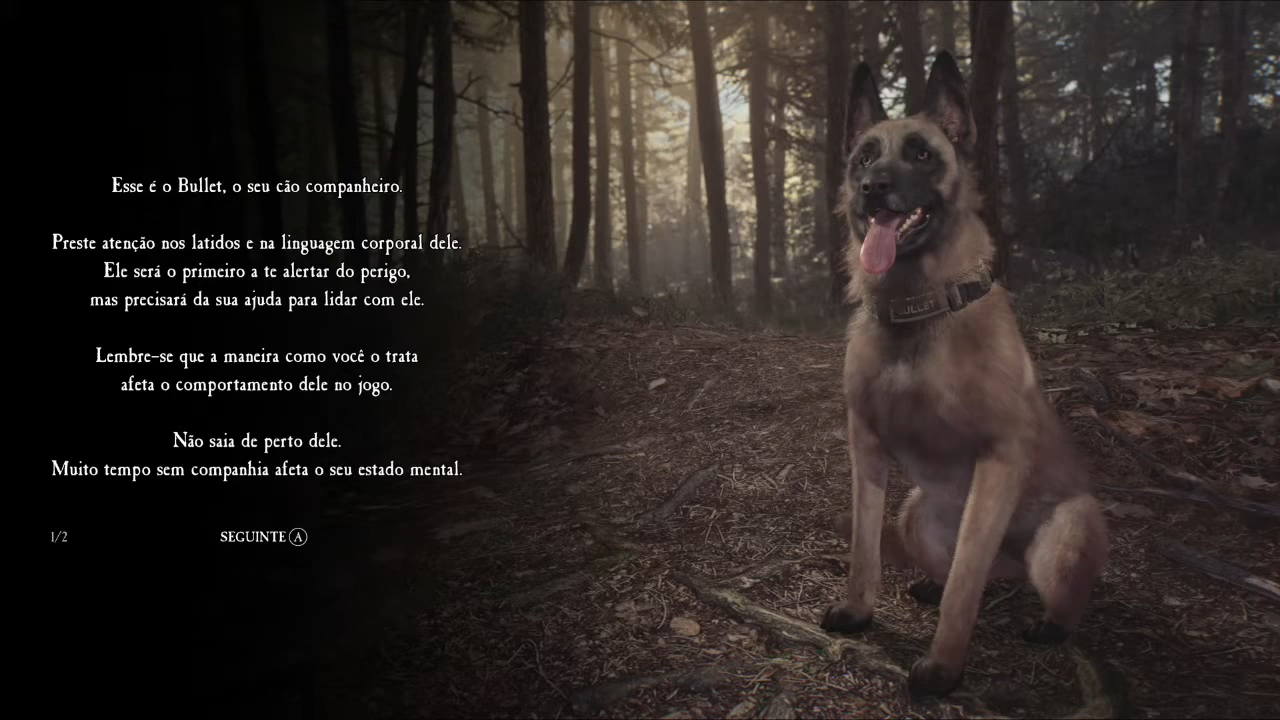 Esse é o Bullet, o seu cão companheiro.
Preste atenção nos latidos e na linguagem corporal dele.
Ele será o primeiro a te alertar do perigo,
mas precisará da sua ajuda para lidar com ele.
Lembre-se que a maneira como você o trata
afeta o comportamento dele no jogo.
Não saia de perto dele.
Muito tempo sem companhia afeta o seu estado mental.
1/2
SEGUINTE A
BULLET